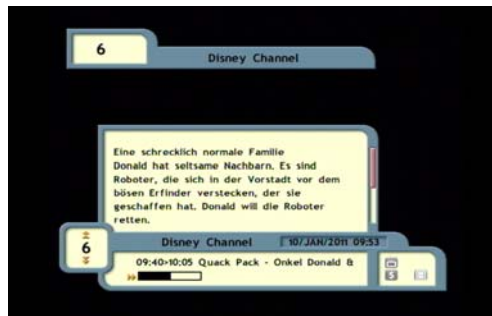 6
Disney Channel
Eine schrecklich normale Familie
Donald hat seltsame Nachbarn. Es sind
Roboter, die sich in der Vorstadt vor dem
bösen Erfinder verstecken, der sie
geschaffen hat. Donald will die Roboter
retten.
6
Disney Channel 10/JAN/2011 09:53
09:40>10:05 Quack Pack - Onkel Donald &
S